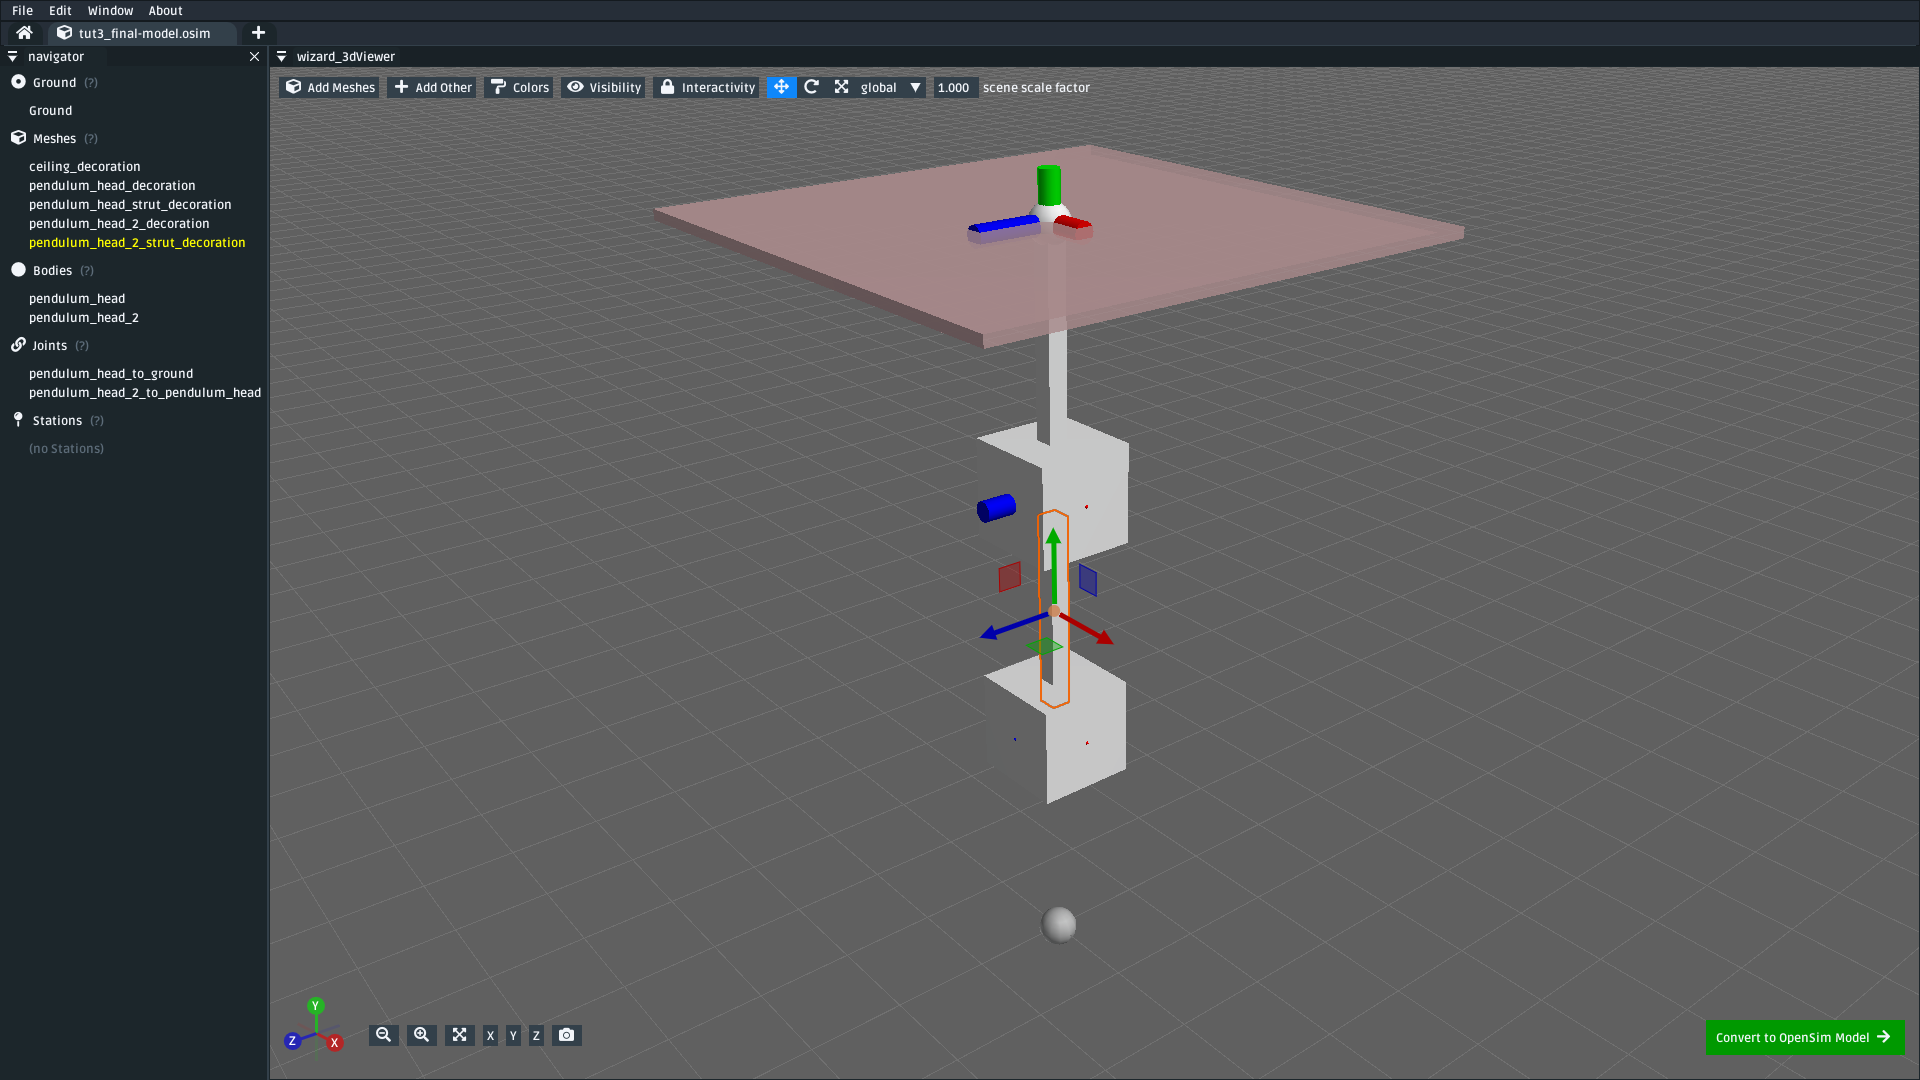 File Edit Window About
tut3_final-model.osim
navigator
Ground (?)
Ground
Meshes (?)
ceiling_decoration
pendulum_head_decoration
pendulum_head_strut_decoration
pendulum_head_2_decoration
pendulum_head_2_strut_decoration
Bodies (?)
pendulum_head
pendulum_head_2
Joints (?)
pendulum_head_to_ground
pendulum_head_2_to_pendulum_head
Stations (?)
(no Stations)
wizard_3dViewer
Add Meshes Add Other Colors Visibility Interactivity global 1.000 scene scale factor
Y
Z X
X Y Z
Convert to OpenSim Model